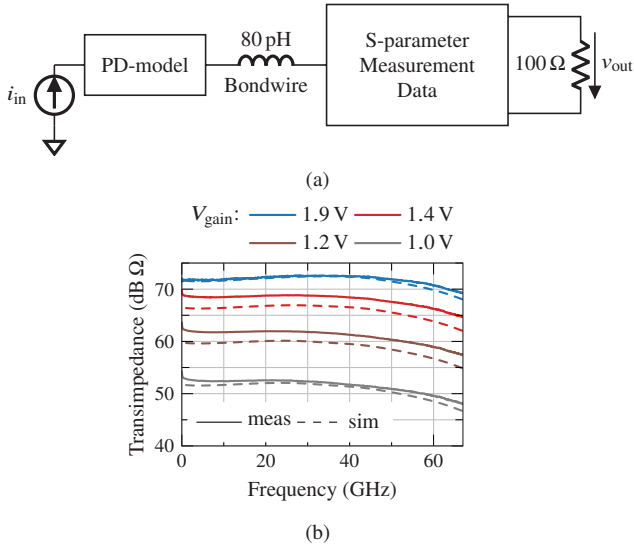 80 pH
PD-model
Bondwire
S-parameter
Measurement
Data
100 Ω
i_in
v_out
(a)
V_gain: 1.9 V 1.4 V
1.2 V 1.0 V
Transimpedance (dB Ω)
70
60
50
40
meas sim
0 20 40 60
Frequency (GHz)
(b)